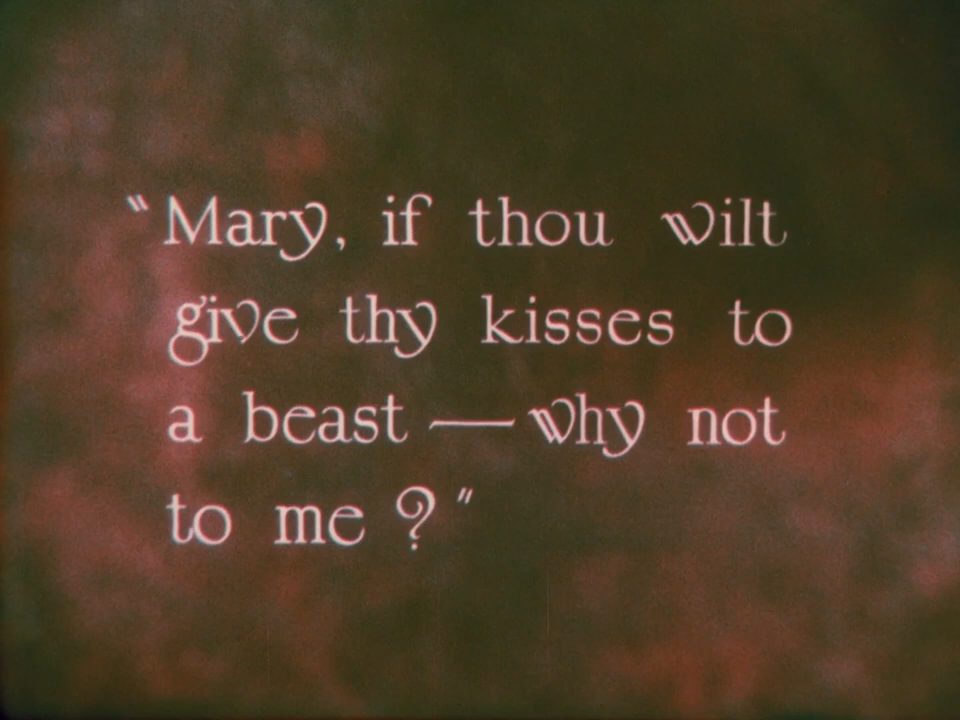 "Mary, if thou wilt
give thy kisses to
a beast — why not
to me ?"